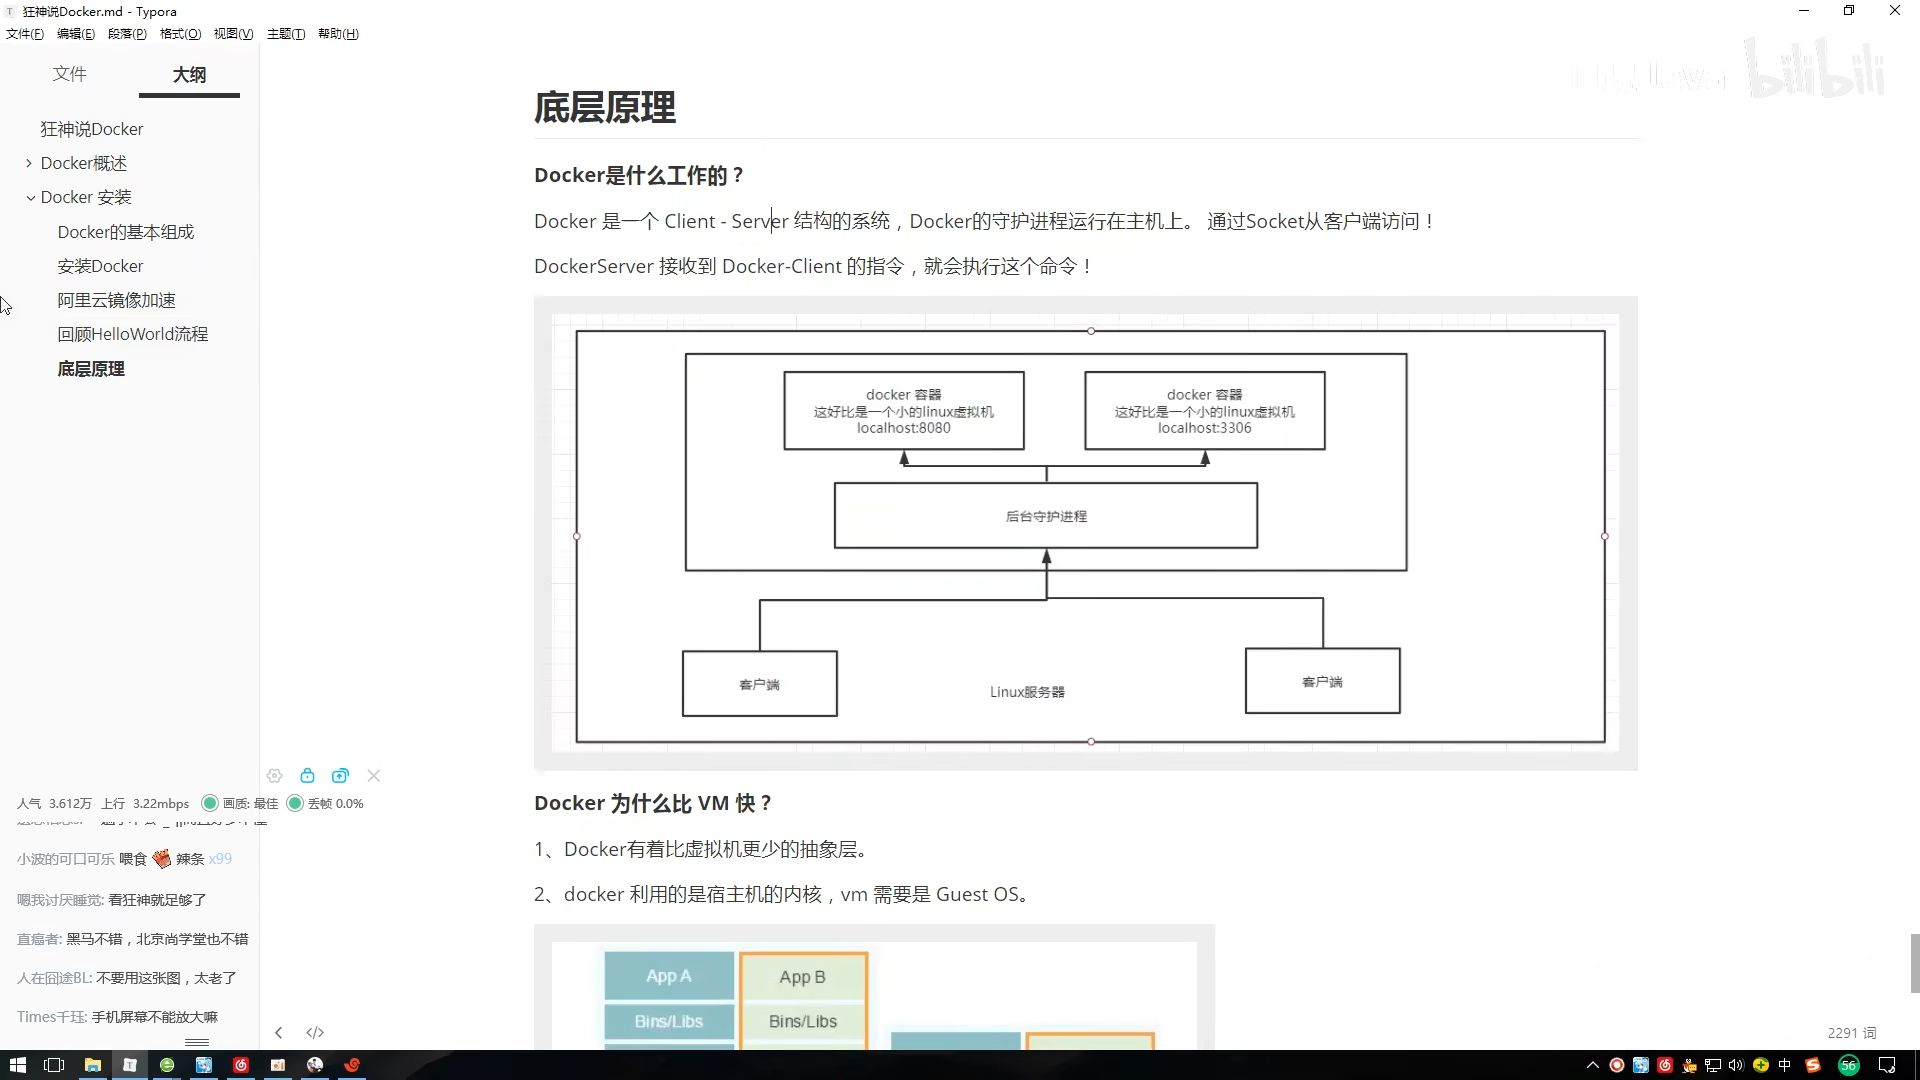 狂神说Docker.md - Typora
文件(F) 编辑(E) 段落(P) 格式(O) 视图(V) 主题(T) 帮助(H)
文件 大纲
狂神说Docker
Docker概述
Docker 安装
Docker的基本组成
安装Docker
阿里云镜像加速
回顾HelloWorld流程
底层原理
人气 3.612万 上行 3.22mbps 画质: 最佳 丢帧 0.0%
小波的可口可乐 喂食 辣条 x99
嗯我讨厌睡觉: 看狂神就足够了
直癌者: 黑马不错，北京尚学堂也不错
人在囧途BL: 不要用这张图，太老了
Times千珏: 手机屏幕不能放大嘛
bilibili
底层原理
Docker是什么工作的？
Docker 是一个 Client - Server 结构的系统，Docker的守护进程运行在主机上。 通过Socket从客户端访问！
DockerServer 接收到 Docker-Client 的指令，就会执行这个命令！
docker 容器
这好比是一个小的linux虚拟机
localhost:8080
docker 容器
这好比是一个小的linux虚拟机
localhost:3306
后台守护进程
客户端
Linux服务器
客户端
Docker 为什么比 VM 快？
1、Docker有着比虚拟机更少的抽象层。
2、docker 利用的是宿主机的内核，vm 需要是 Guest OS。
App A
App B
Bins/Libs
Bins/Libs
2291 词
中
56